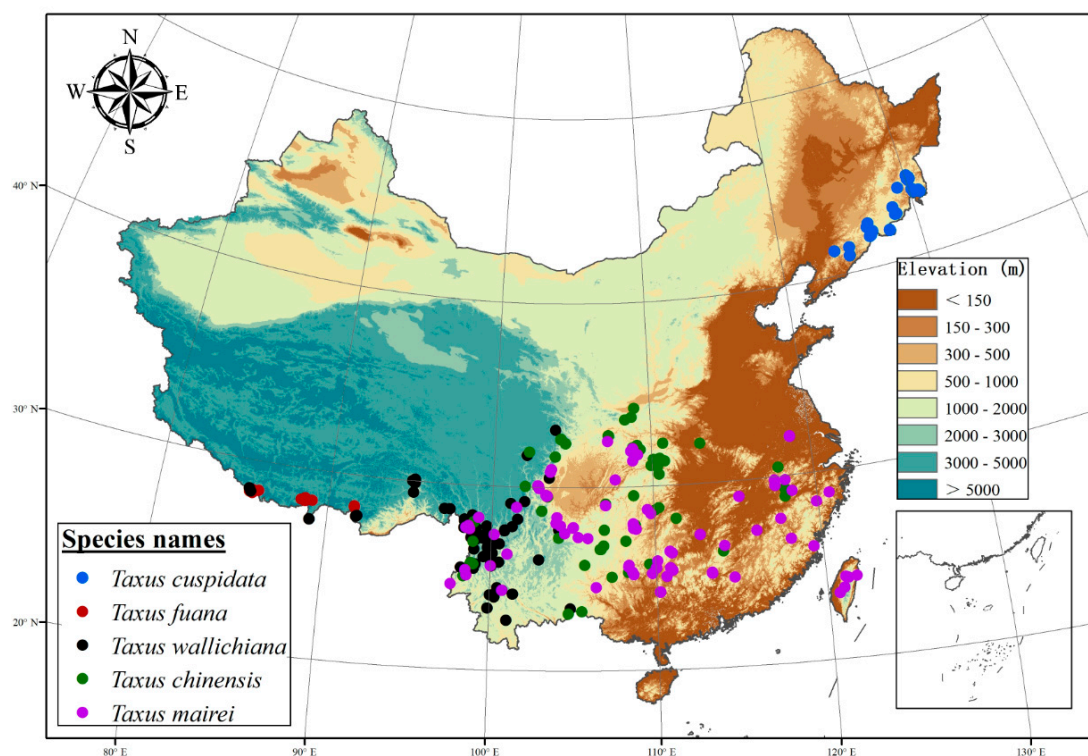 N
W E
S
40° N
30° N
20° N
Elevation (m)
< 150
150 - 300
300 - 500
500 - 1000
1000 - 2000
2000 - 3000
3000 - 5000
> 5000
Species names
Taxus cuspidata
Taxus fuana
Taxus wallichiana
Taxus chinensis
Taxus mairei
80° E 90° E 100° E 110° E 120° E 130° E